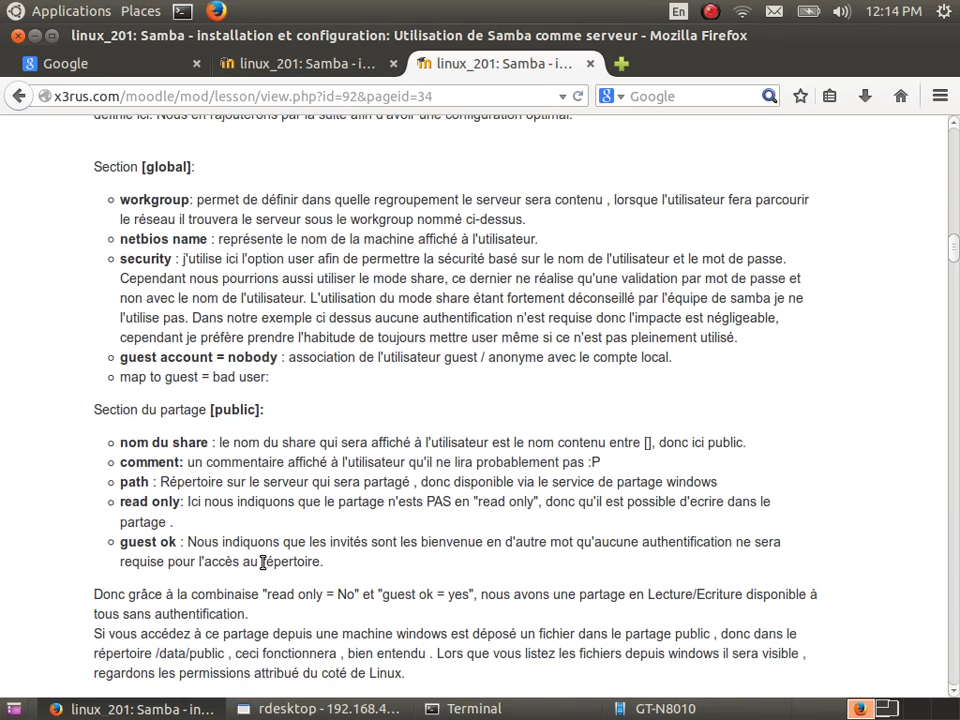 Applications Places En 12:14 PM
linux_201: Samba - installation et configuration: Utilisation de Samba comme serveur - Mozilla Firefox
Google linux_201: Samba - i... linux_201: Samba - i...
x3rus.com/moodle/mod/lesson/view.php?id=92&pageid=34 Google
définie ici. Nous en rajouterons par la suite afin d'avoir une configuration optimal.
Section [global]:
workgroup: permet de définir dans quelle regroupement le serveur sera contenu , lorsque l'utilisateur fera parcourir
le réseau il trouvera le serveur sous le workgroup nommé ci-dessus.
netbios name : représente le nom de la machine affiché à l'utilisateur.
security : j'utilise ici l'option user afin de permettre la sécurité basé sur le nom de l'utilisateur et le mot de passe.
Cependant nous pourrions aussi utiliser le mode share, ce dernier ne réalise qu'une validation par mot de passe et
non avec le nom de l'utilisateur. L'utilisation du mode share étant fortement déconseillé par l'équipe de samba je ne
l'utilise pas. Dans notre exemple ci dessus aucune authentification n'est requise donc l'impacte est négligeable,
cependant je préfère prendre l'habitude de toujours mettre user même si ce n'est pas pleinement utilisé.
guest account = nobody : association de l'utilisateur guest / anonyme avec le compte local.
map to guest = bad user:
Section du partage [public]:
nom du share : le nom du share qui sera affiché à l'utilisateur est le nom contenu entre [], donc ici public.
comment: un commentaire affiché à l'utilisateur qu'il ne lira probablement pas :P
path : Répertoire sur le serveur qui sera partagé , donc disponible via le service de partage windows
read only: Ici nous indiquons que le partage n'ests PAS en "read only", donc qu'il est possible d'ecrire dans le
partage .
guest ok : Nous indiquons que les invités sont les bienvenue en d'autre mot qu'aucune authentification ne sera
requise pour l'accès au répertoire.
Donc grâce à la combinaise "read only = No" et "guest ok = yes", nous avons une partage en Lecture/Ecriture disponible à
tous sans authentification.
Si vous accédez à ce partage depuis une machine windows est déposé un fichier dans le partage public , donc dans le
répertoire /data/public , ceci fonctionnera , bien entendu . Lors que vous listez les fichiers depuis windows il sera visible ,
regardons les permissions attribué du coté de Linux.
linux_201: Samba - in... rdesktop - 192.168.4... Terminal GT-N8010